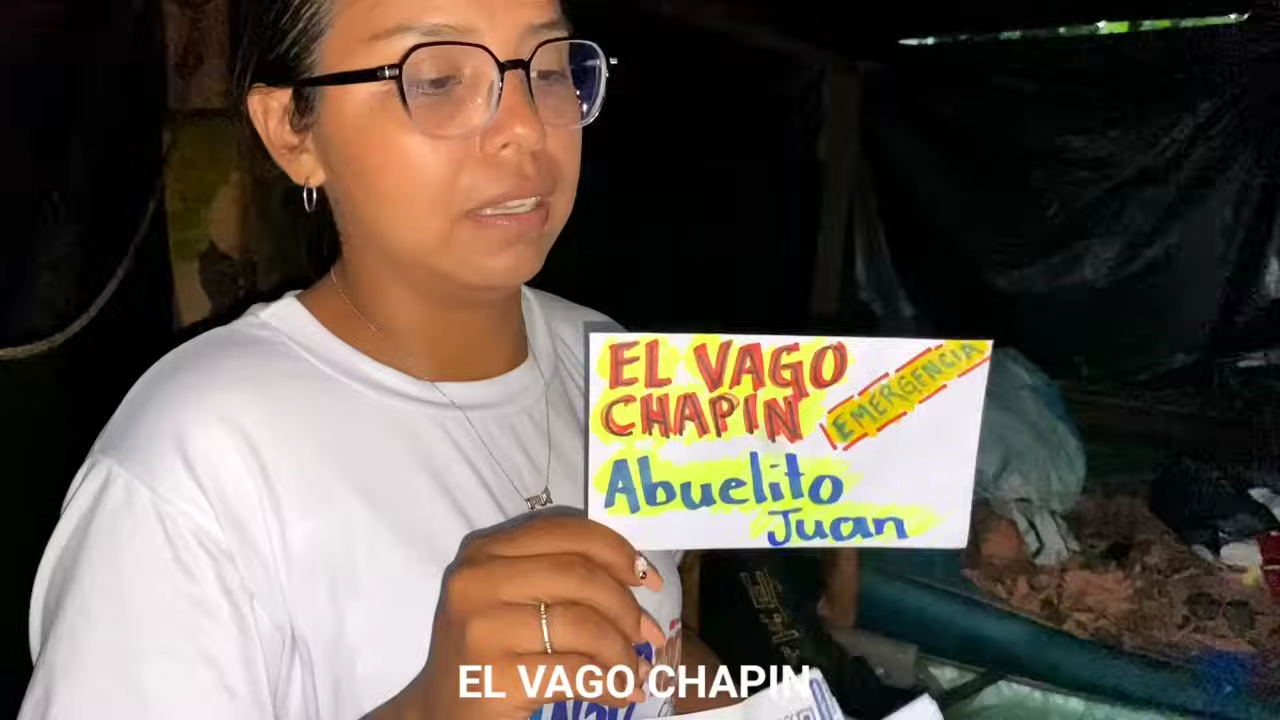 EL VAGO
CHAPIN
EMERGENCIA
Abuelito
Juan
EL VAGO CHAPIN